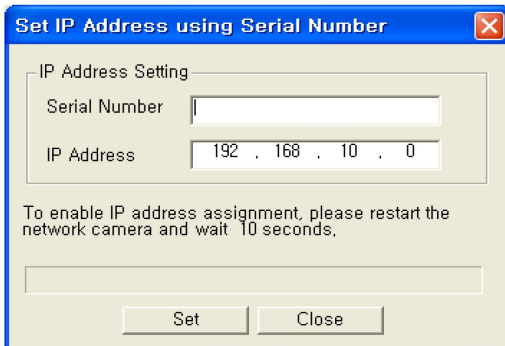 Set IP Address using Serial Number
IP Address Setting
Serial Number
IP Address 192 . 168 . 10 . 0
To enable IP address assignment, please restart the
network camera and wait 10 seconds,
Set Close